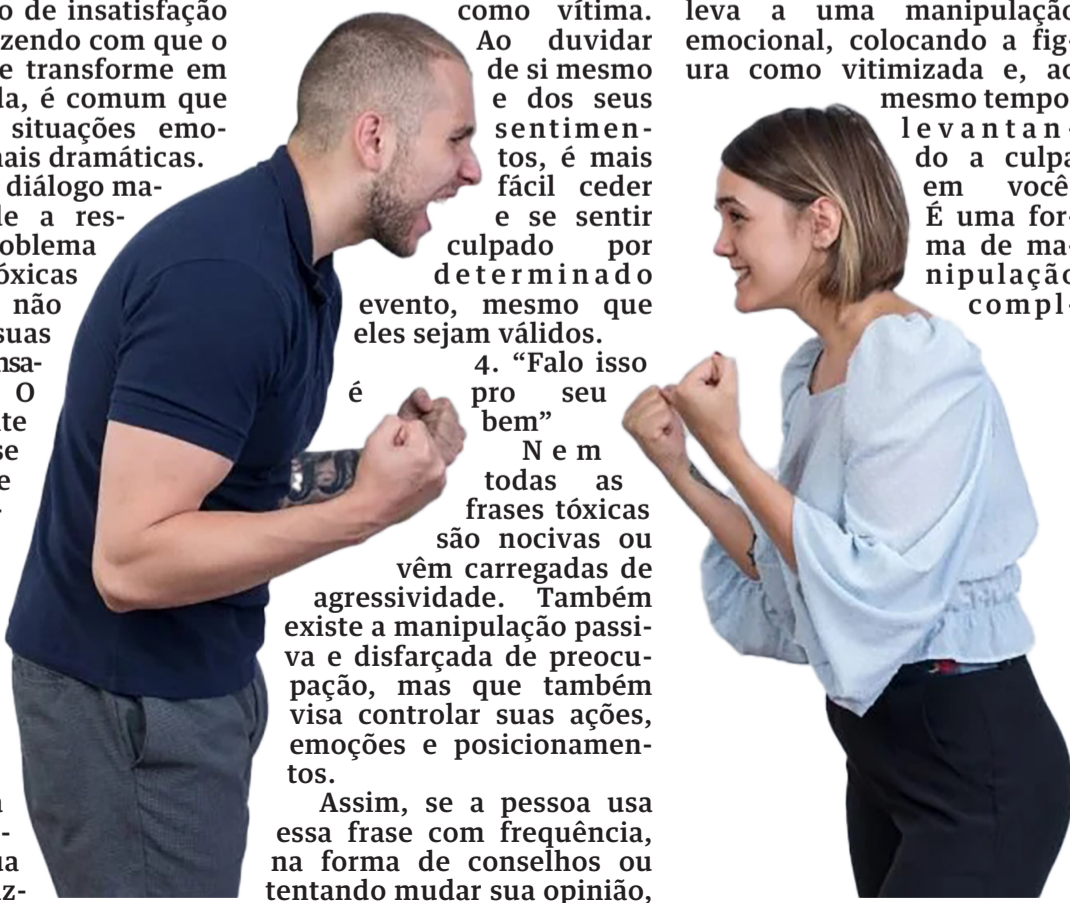 o de insatisfação
zendo com que o
e transforme em
la, é comum que
situações emo-
nais dramáticas.
diálogo ma-
de a res-
oblema
óxicas
não
suas
nsa-
O
te
se
e
-
ua
iz-
como vítima.
Ao duvidar
de si mesmo
e dos seus
sentimen-
tos, é mais
fácil ceder
e se sentir
culpado por
determinado
evento, mesmo que
eles sejam válidos.
4. “Falo isso
é pro seu
bem”
Nem
todas as
frases tóxicas
são nocivas ou
vêm carregadas de
agressividade. Também
existe a manipulação passi-
va e disfarçada de preocu-
pação, mas que também
visa controlar suas ações,
emoções e posicionamen-
tos.
Assim, se a pessoa usa
essa frase com frequência,
na forma de conselhos ou
tentando mudar sua opinião,
leva a uma manipulação
emocional, colocando a fig-
ura como vitimizada e, ao
mesmo tempo
levantan-
do a culpa
em você
É uma for-
ma de ma-
nipulação
compl-